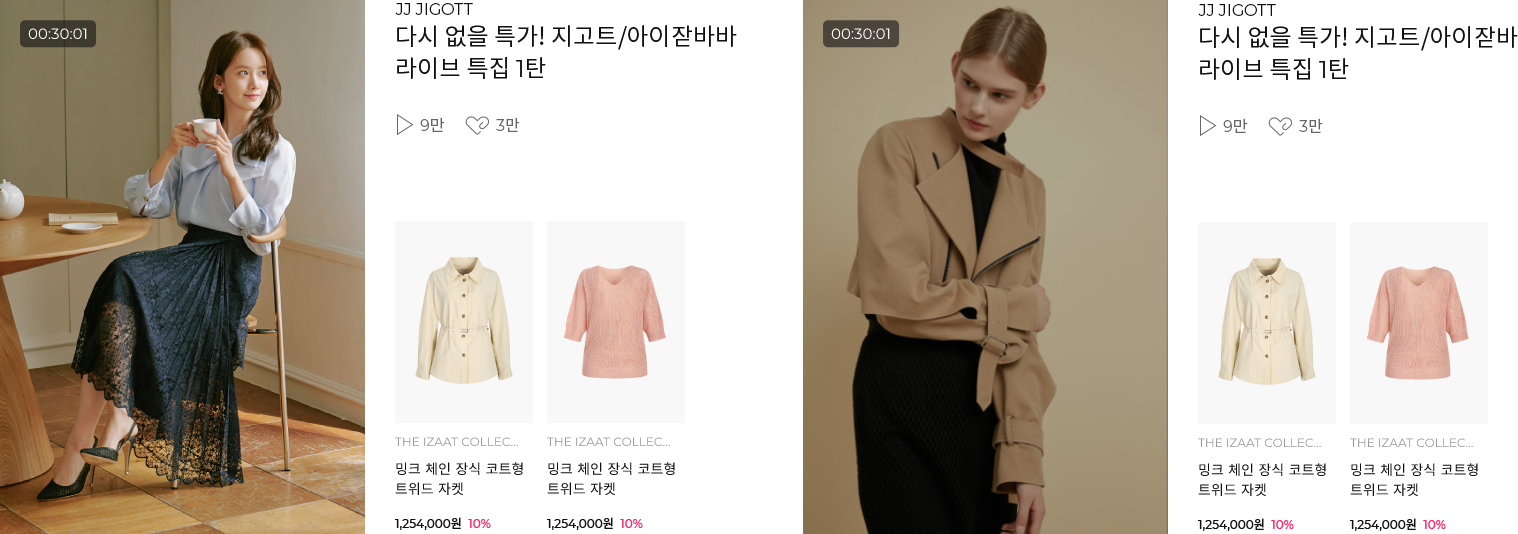 00:30:01
JJ JIGOTT
다시 없을 특가! 지고트/아이잗바바
라이브 특집 1탄
9만 3만
THE IZAAT COLLEC...
밍크 체인 장식 코트형
트위드 자켓
1,254,000원 10%
THE IZAAT COLLEC...
밍크 체인 장식 코트형
트위드 자켓
1,254,000원 10%
00:30:01
JJ JIGOTT
다시 없을 특가! 지고트/아이잗바바
라이브 특집 1탄
9만 3만
THE IZAAT COLLEC...
밍크 체인 장식 코트형
트위드 자켓
1,254,000원 10%
THE IZAAT COLLEC...
밍크 체인 장식 코트형
트위드 자켓
1,254,000원 10%